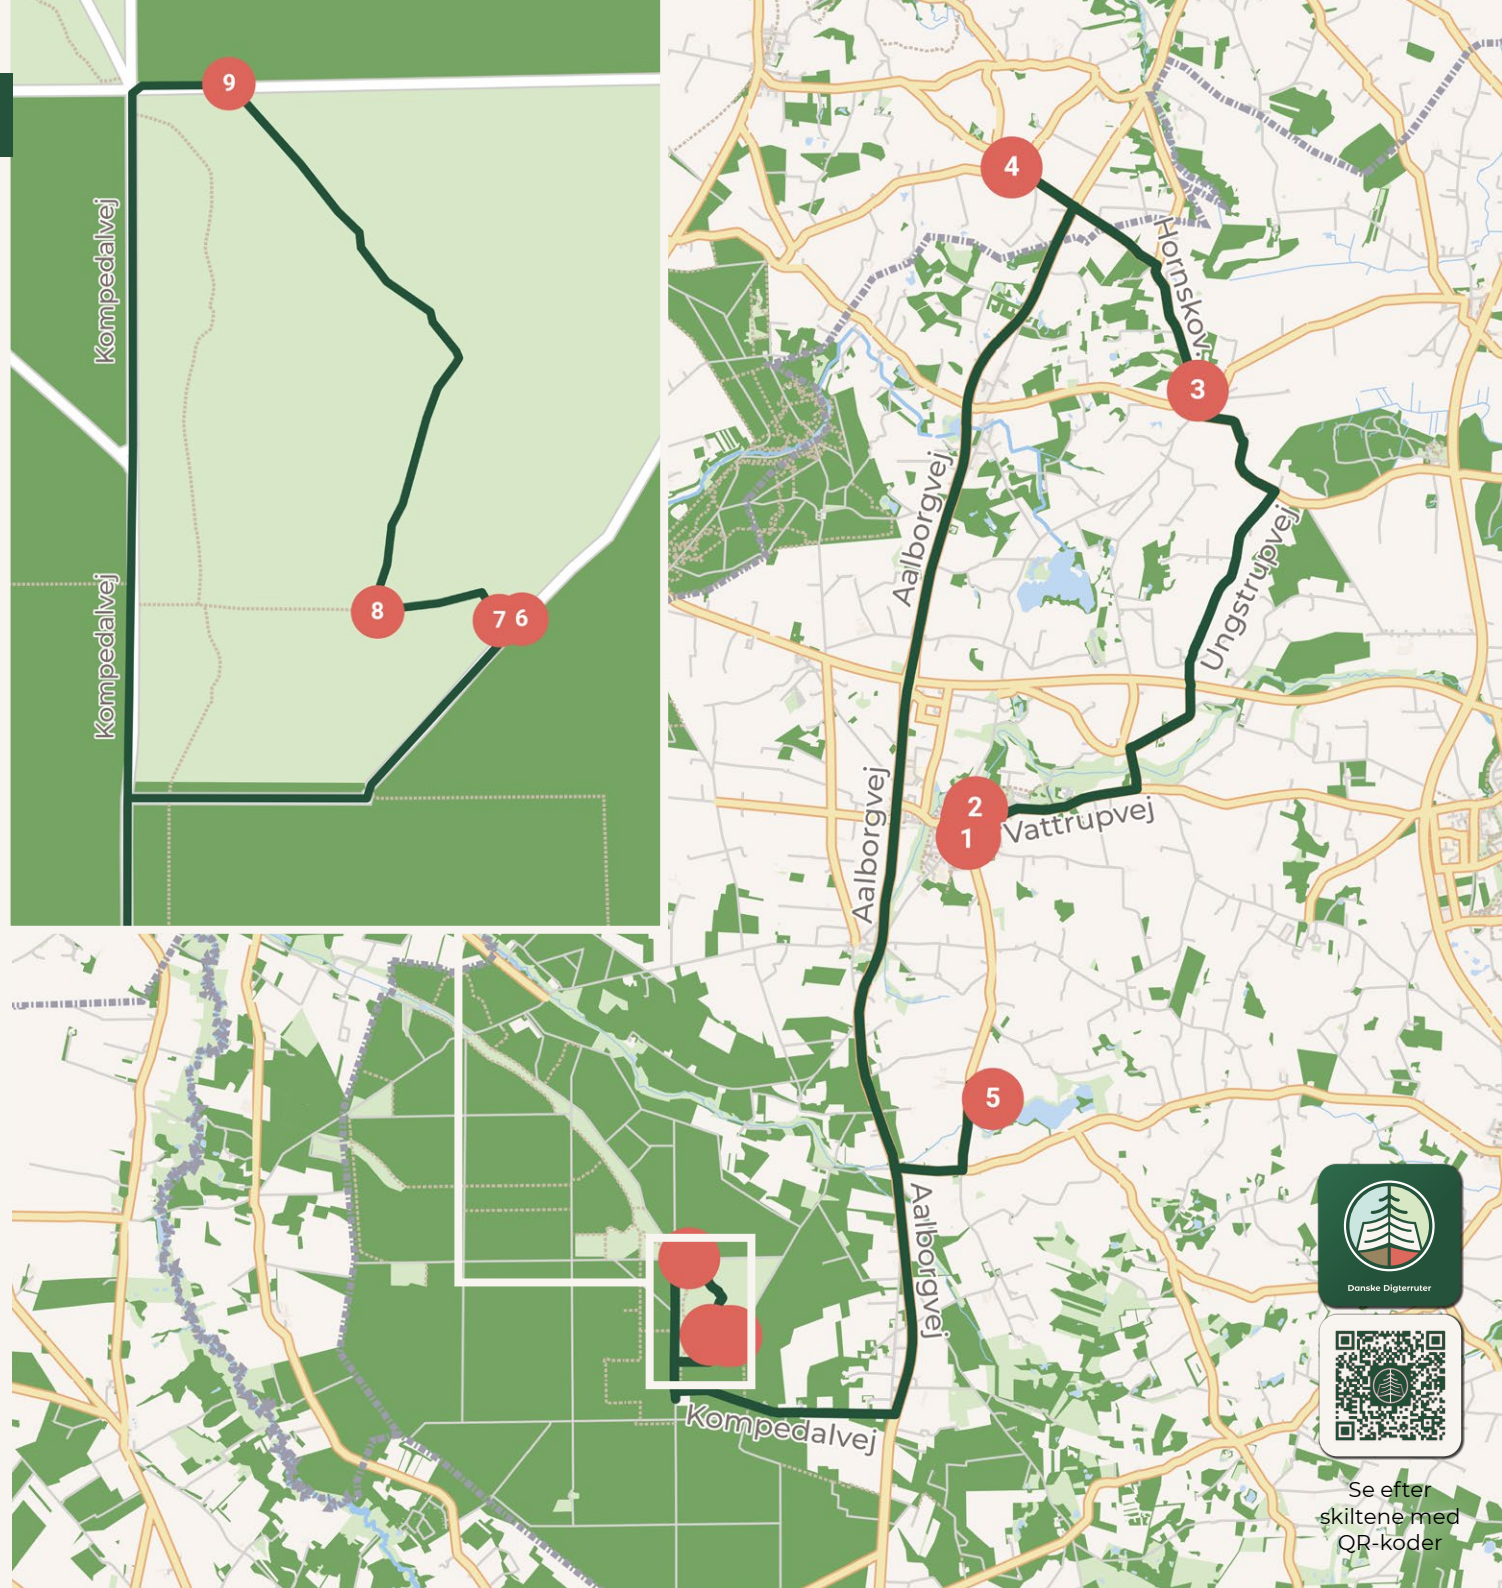 9
Kompedalvej
Kompedalvej
8
7
6
4
Hornskov.
3
Aalborgvej
Ungstrupvej
Aalborgvej
2
1
Vattrupvej
5
Aalborgvej
Kompedalvej
Danske Digterruter
Se efter
skiltene med
QR-koder